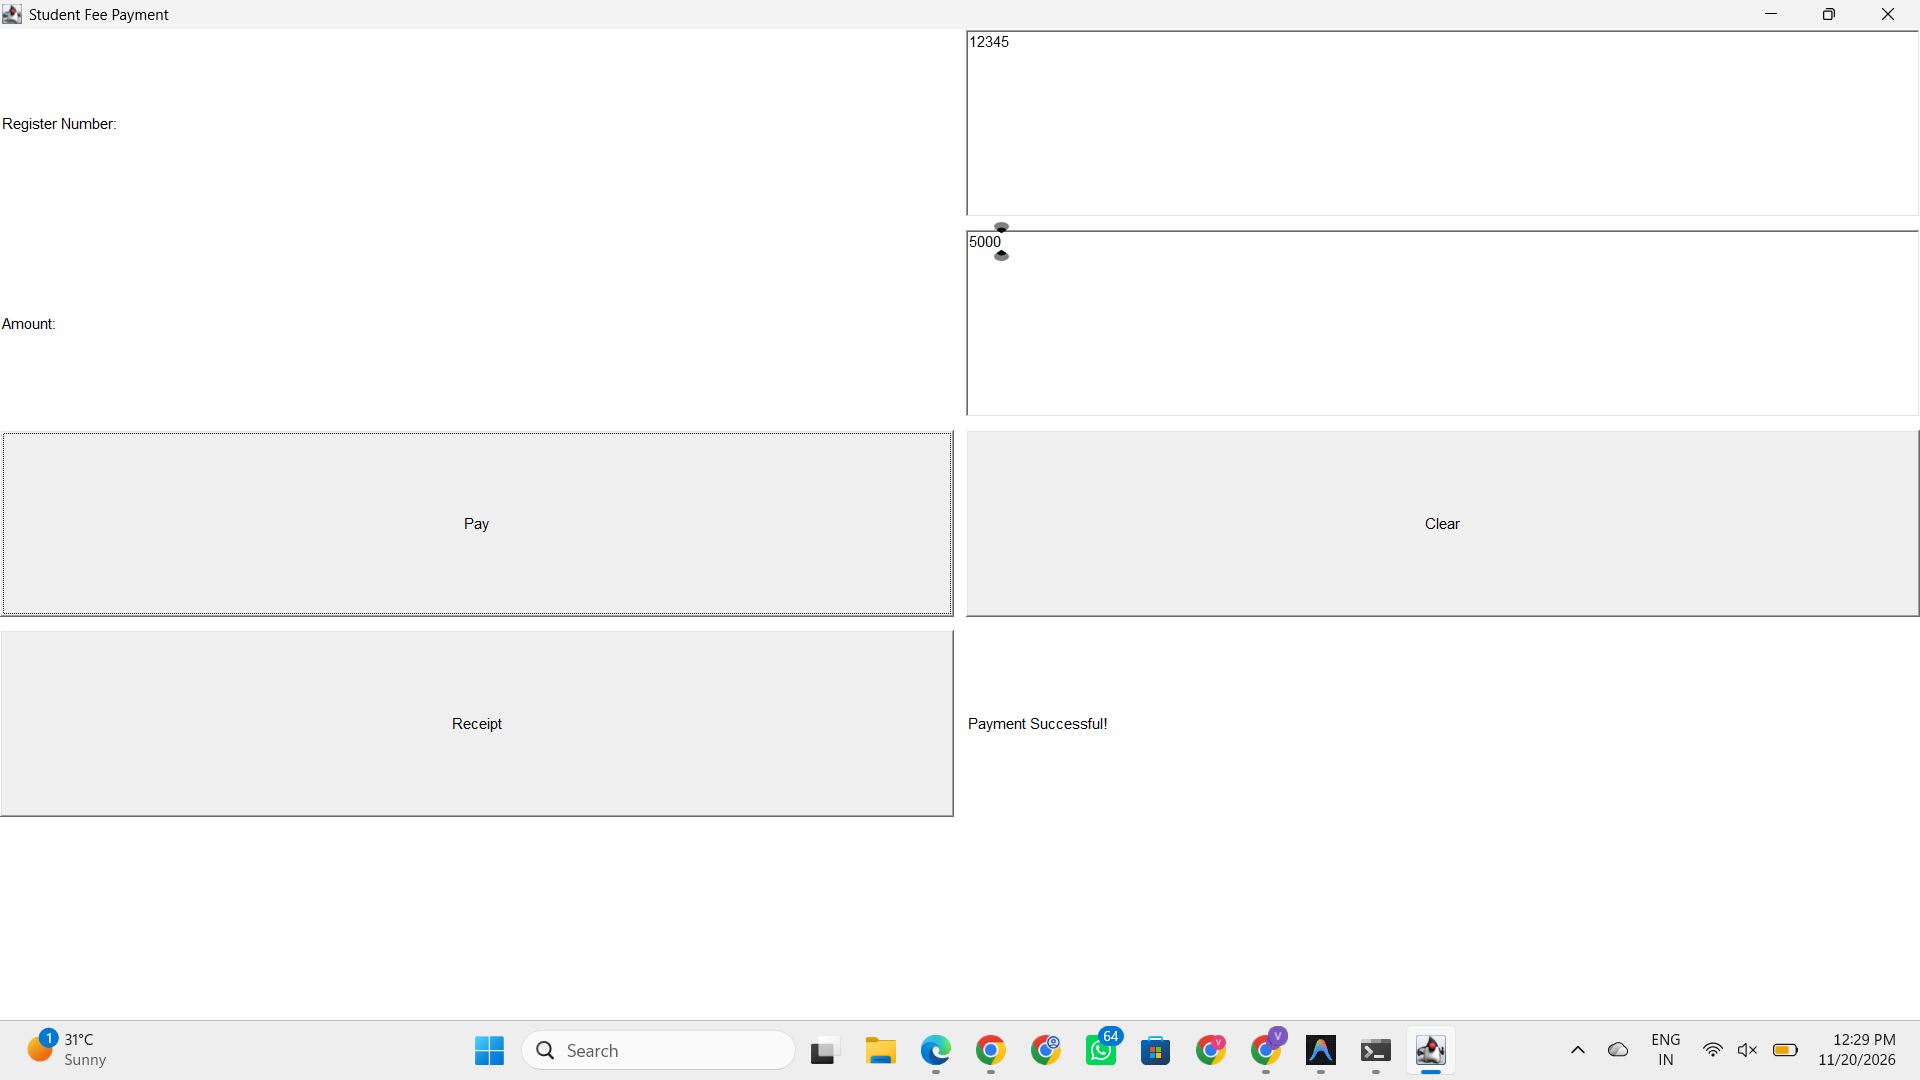 Student Fee Payment
12345
Register Number:
5000
Amount:
Pay
Clear
Receipt
Payment Successful!
1
31°C
Sunny
Search
64
V
V
ENG
IN
12:29 PM
11/20/2026